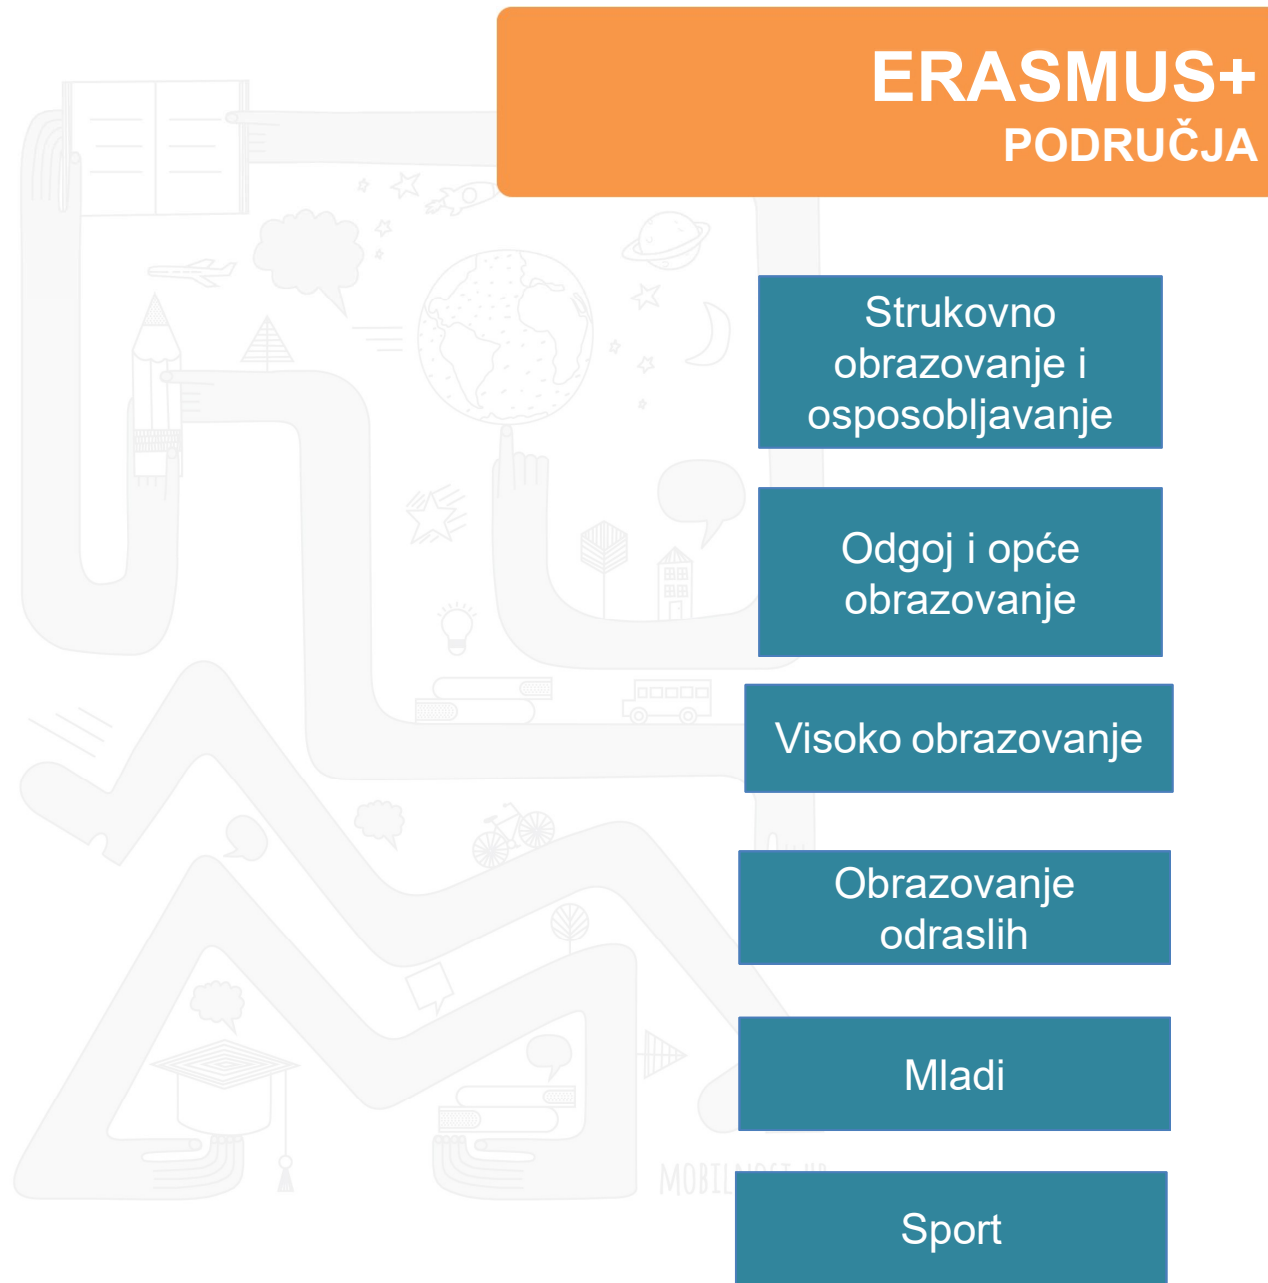 ERASMUS+
PODRUČJA
Strukovno
obrazovanje i
osposobljavanje
Odgoj i opće
obrazovanje
Visoko obrazovanje
Obrazovanje
odraslih
Mladi
Sport